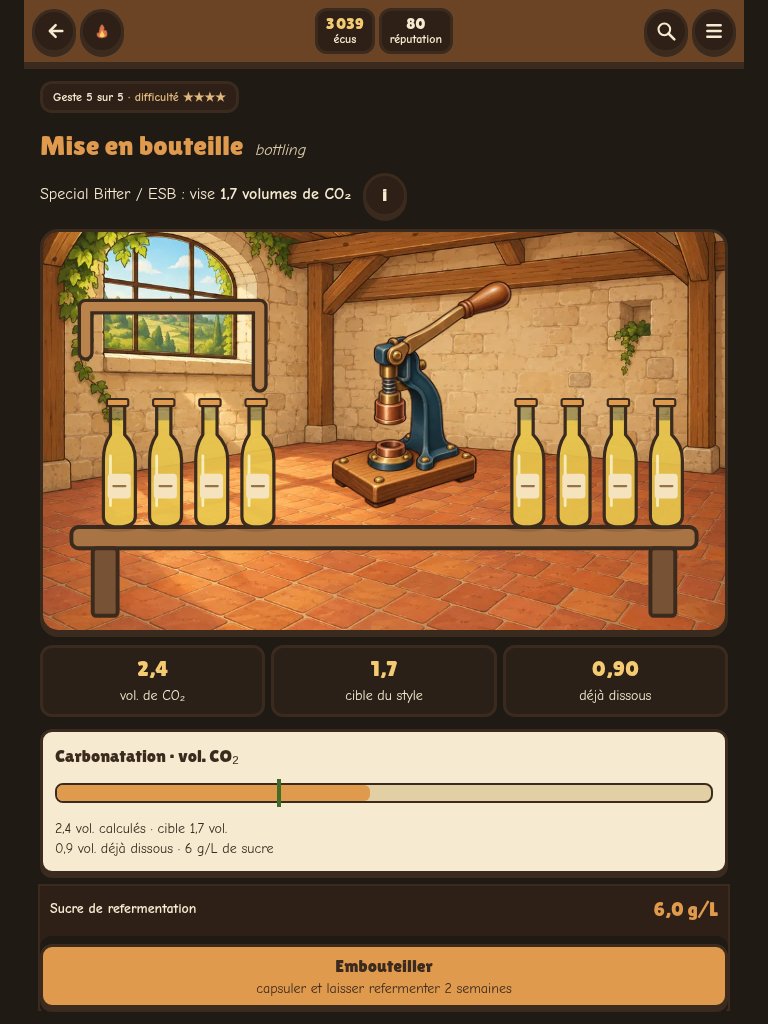 3 039
écus
80
réputation
Geste 5 sur 5 · difficulté ★★★★
Mise en bouteille bottling
Special Bitter / ESB : vise 1,7 volumes de CO₂ i
2,4
vol. de CO₂
1,7
cible du style
0,90
déjà dissous
Carbonatation · vol. CO₂
2,4 vol. calculés · cible 1,7 vol.
0,9 vol. déjà dissous · 6 g/L de sucre
Sucre de refermentation 6,0 g/L
Embouteiller
capsuler et laisser refermenter 2 semaines